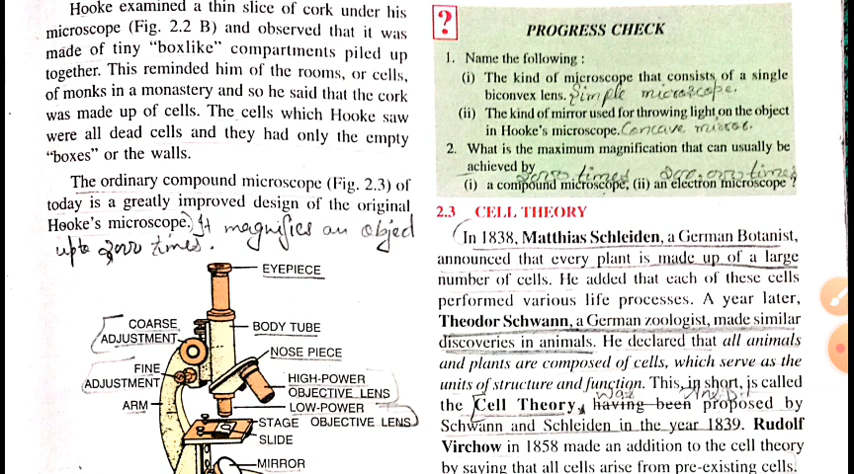 Hooke examined a thin slice of cork under his
microscope (Fig. 2.2 B) and observed that it was
made of tiny “boxlike” compartments piled up
together. This reminded him of the rooms, or cells,
of monks in a monastery and so he said that the cork
was made up of cells. The cells which Hooke saw
were all dead cells and they had only the empty
“boxes” or the walls.
The ordinary compound microscope (Fig. 2.3) of
today is a greatly improved design of the original
Hooke's microscope. It magnifies an object
upto 2000 times.
EYEPIECE
COARSE
ADJUSTMENT
BODY TUBE
NOSE PIECE
FINE
ADJUSTMENT
HIGH-POWER
OBJECTIVE LENS
ARM
LOW-POWER
OBJECTIVE LENS
STAGE
SLIDE
MIRROR
?
PROGRESS CHECK
1. Name the following :
(i) The kind of microscope that consists of a single
biconvex lens. Simple microscope.
(ii) The kind of mirror used for throwing light on the object
in Hooke's microscope. Concave mirror.
2. What is the maximum magnification that can usually be
achieved by
2000 times times
(i) a compound microscope, (ii) an electron microscope ?
2.3 CELL THEORY
In 1838, Matthias Schleiden, a German Botanist,
announced that every plant is made up of a large
number of cells. He added that each of these cells
performed various life processes. A year later,
Theodor Schwann, a German zoologist, made similar
discoveries in animals. He declared that all animals
and plants are composed of cells, which serve as the
units of structure and function. This, in short, is called
was
the Cell Theory, having been proposed by
Schwann and Schleiden in the year 1839. Rudolf
Virchow in 1858 made an addition to the cell theory
by saying that all cells arise from pre-existing cells.